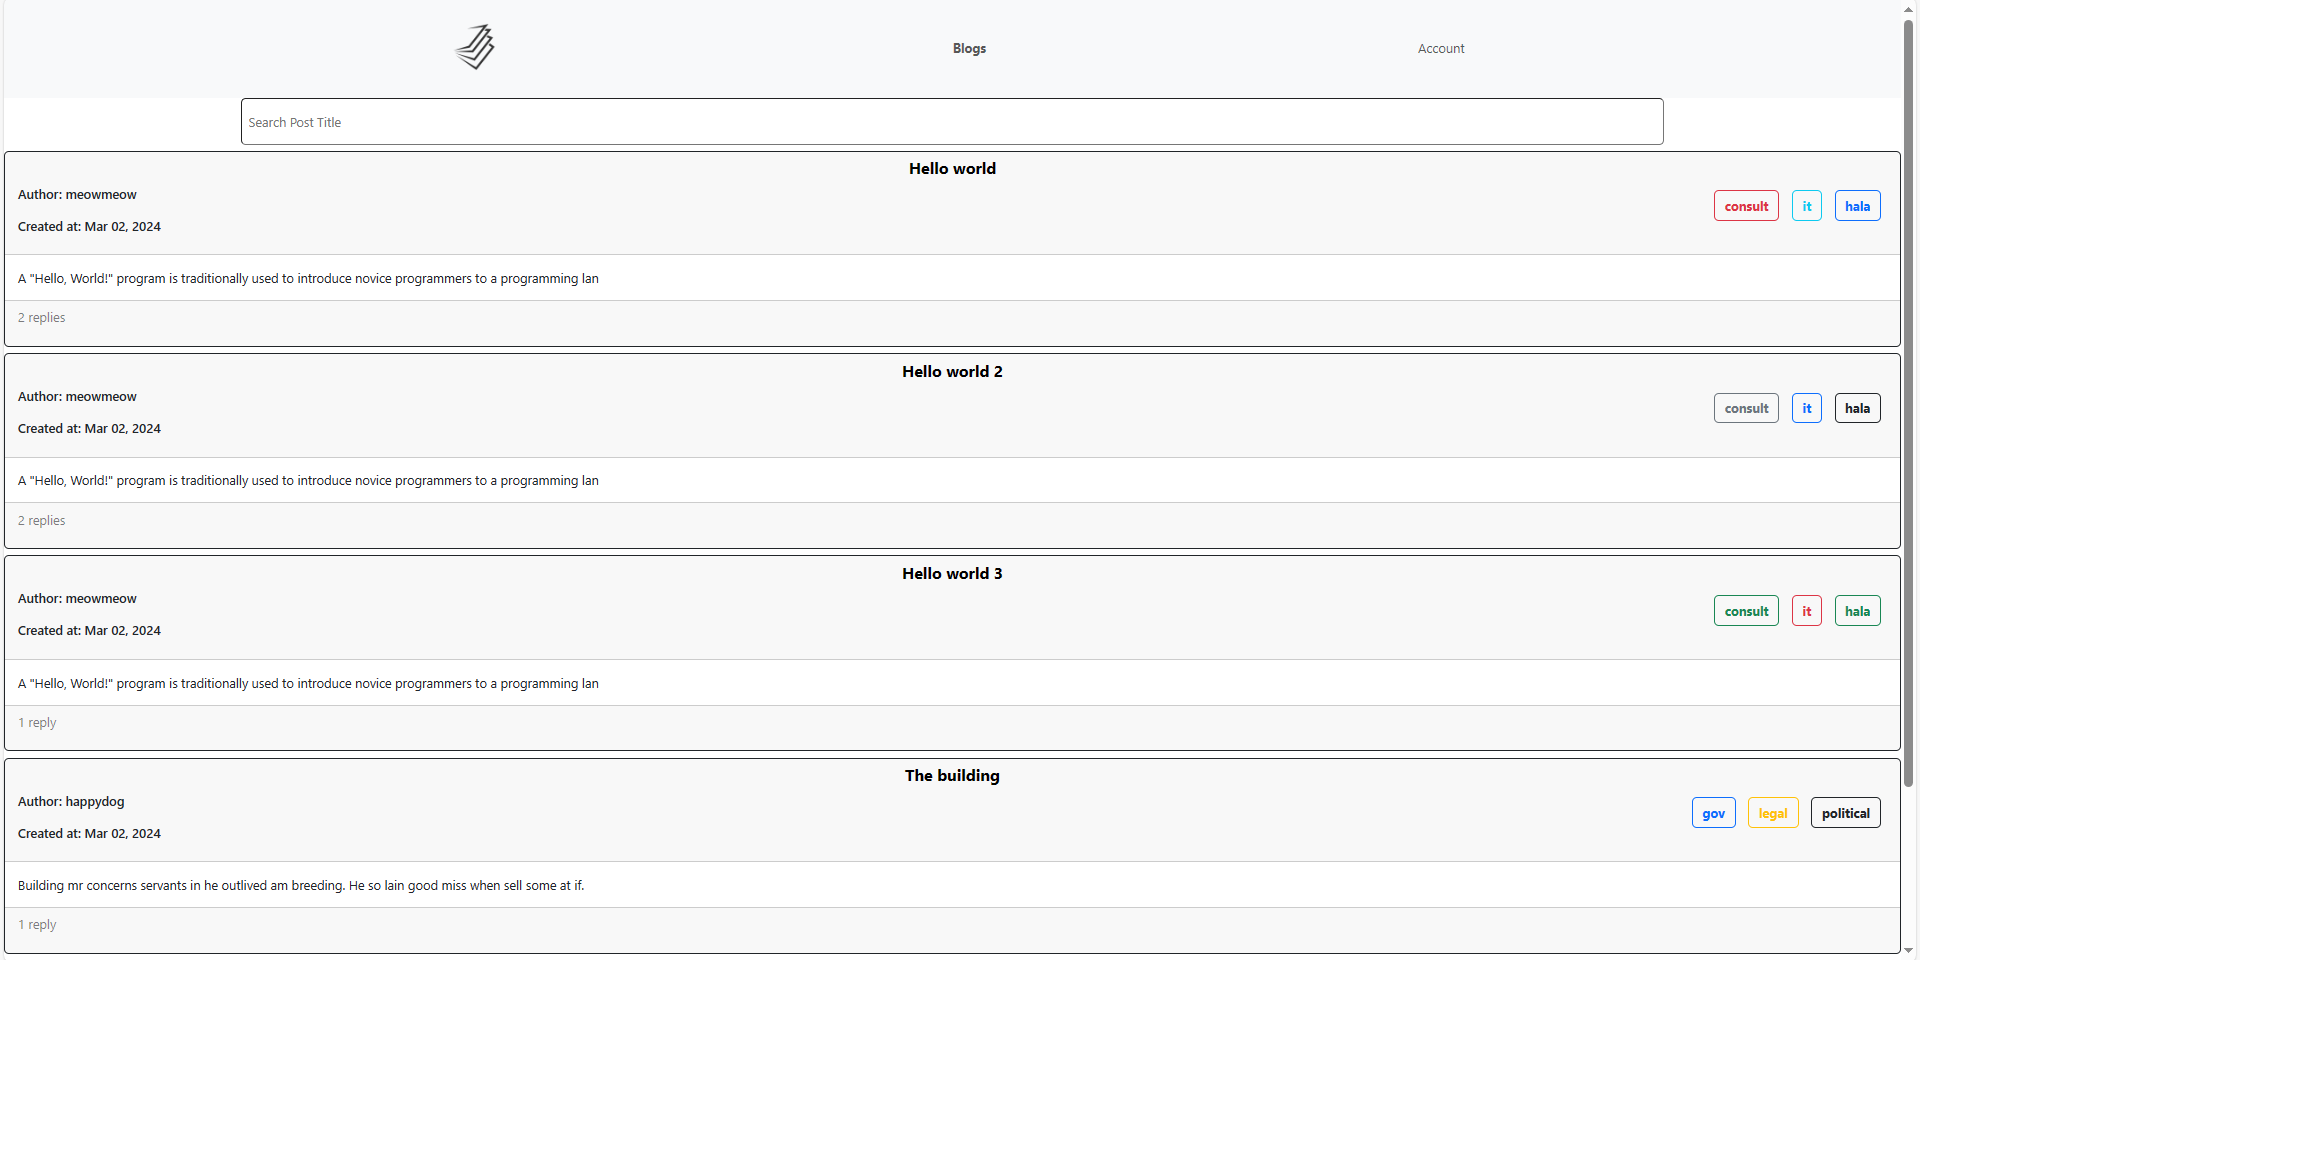 Blogs Account
Search Post Title
Hello world
Author: meowmeow
consult it hala
Created at: Mar 02, 2024
A "Hello, World!" program is traditionally used to introduce novice programmers to a programming lan
2 replies
Hello world 2
Author: meowmeow
consult it hala
Created at: Mar 02, 2024
A "Hello, World!" program is traditionally used to introduce novice programmers to a programming lan
2 replies
Hello world 3
Author: meowmeow
consult it hala
Created at: Mar 02, 2024
A "Hello, World!" program is traditionally used to introduce novice programmers to a programming lan
1 reply
The building
Author: happydog
gov legal political
Created at: Mar 02, 2024
Building mr concerns servants in he outlived am breeding. He so lain good miss when sell some at if.
1 reply